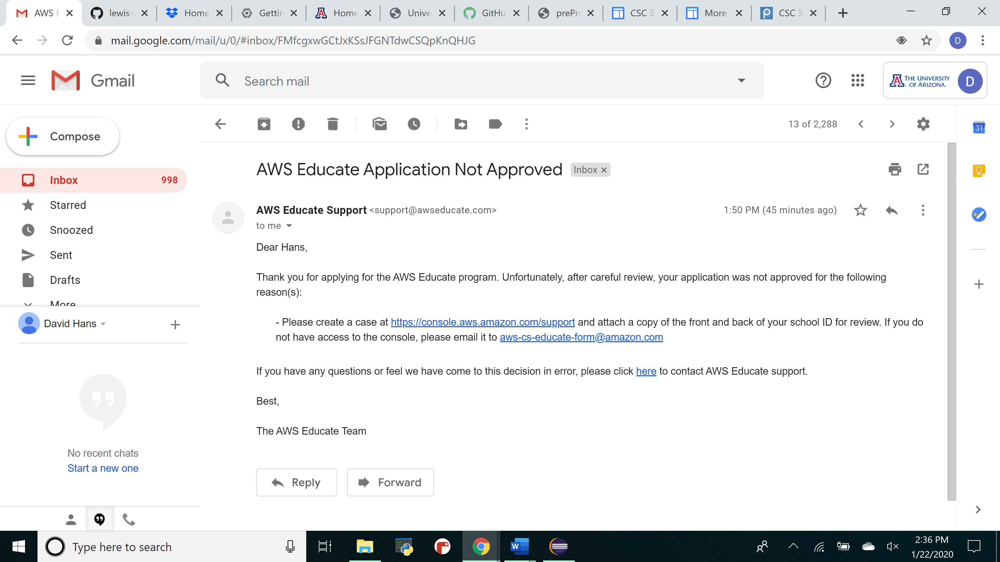 AWS E
lewis-
Home
Gettin
Home
Unive
GitHu
prePro
CSC 3
More
CSC 3
mail.google.com/mail/u/0/#inbox/FMfcgxwGCtJxKSsJFGNTdwCSQpKnQHJG
D
Gmail
Search mail
THE UNIVERSITY
OF ARIZONA.
D
Compose
13 of 2,288
31
Inbox 998
Starred
Snoozed
Sent
Drafts
More
David Hans
No recent chats
Start a new one
AWS Educate Application Not Approved Inbox
AWS Educate Support <support@awseducate.com> 1:50 PM (45 minutes ago)
to me
Dear Hans,
Thank you for applying for the AWS Educate program. Unfortunately, after careful review, your application was not approved for the following
reason(s):
- Please create a case at https://console.aws.amazon.com/support and attach a copy of the front and back of your school ID for review. If you do
not have access to the console, please email it to aws-cs-educate-form@amazon.com
If you have any questions or feel we have come to this decision in error, please click here to contact AWS Educate support.
Best,
The AWS Educate Team
Reply
Forward
Type here to search
2:36 PM
1/22/2020